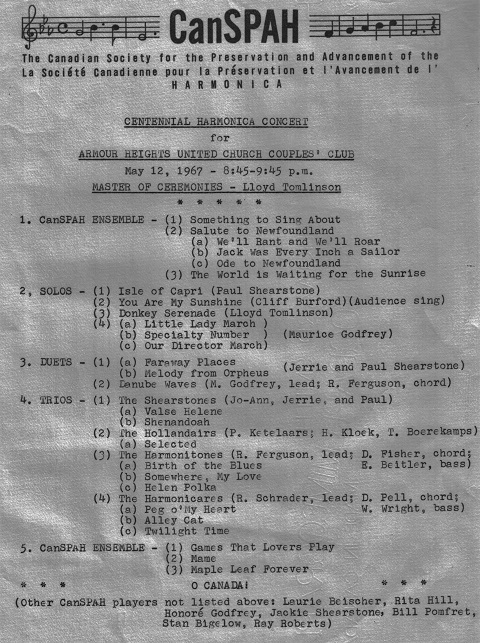 CanSPAH
The Canadian Society for the Preservation and Advancement of the
La Société Canadienne pour la Préservation et l'Avancement de l'
HARMONICA
CENTENNIAL HARMONICA CONCERT
for
ARMOUR HEIGHTS UNITED CHURCH COUPLES' CLUB
May 12, 1967 - 8:45-9:45 p.m.
MASTER OF CEREMONIES - Lloyd Tomlinson
* * * * *
1. CanSPAH ENSEMBLE - (1) Something to Sing About
(2) Salute to Newfoundland
(a) We'll Rant and We'll Roar
(b) Jack Was Every Inch a Sailor
(c) Ode to Newfoundland
(3) The World is Waiting for the Sunrise
2, SOLOS - (1) Isle of Capri (Paul Shearstone)
(2) You Are My Sunshine (Cliff Burford)(Audience sing)
(3) Donkey Serenade (Lloyd Tomlinson)
(4) (a) Little Lady March )
(b) Specialty Number ) (Maurice Godfrey)
(c) Our Director March)
3. DUETS - (1) (a) Faraway Places
(b) Melody from Orpheus (Jerrie and Paul Shearstone)
(2) Danube Waves (M. Godfrey, lead; R. Ferguson, chord)
4. TRIOS - (1) The Shearstones (Jo-Ann, Jerrie, and Paul)
(a) Valse Helene
(b) Shenandoah
(2) The Hollandairs (P. Ketelaars; H. Kloek, T. Boerekamps)
(a) Selected
(3) The Harmonitones (R. Ferguson, lead; D. Fisher, chord;
(a) Birth of the Blues E. Beitler, bass)
(b) Somewhere, My Love
(c) Helen Polka
(4) The Harmonicares (R. Schrader, lead; D. Pell, chord;
(a) Peg o'My Heart W. Wright, bass)
(b) Alley Cat
(c) Twilight Time
5. CanSPAH ENSEMBLE - (1) Games That Lovers Play
(2) Mame
(3) Maple Leaf Forever
* * * O CANADA! * * *
(Other CanSPAH players not listed above: Laurie Beischer, Rita Hill,
Honoré Godfrey, Jackie Shearstone, Bill Pomfret,
Stan Bigelow, Ray Roberts)